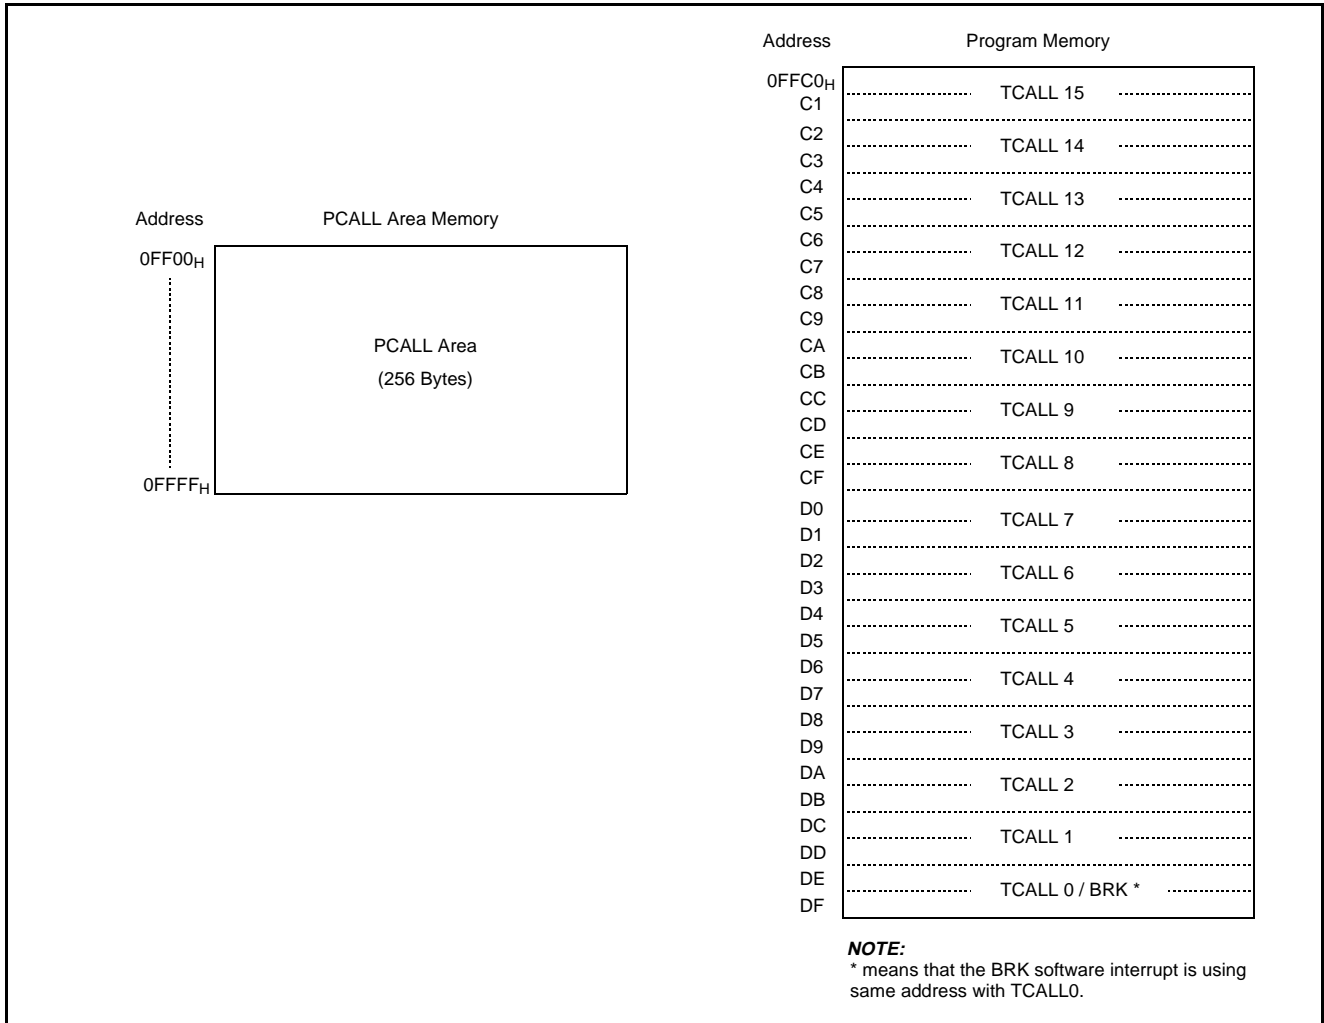 Address PCALL Area Memory
0FF00H
PCALL Area
(256 Bytes)
0FFFFH
Address Program Memory
0FFC0H
C1
TCALL 15
C2
C3
TCALL 14
C4
C5
TCALL 13
C6
C7
TCALL 12
C8
C9
TCALL 11
CA
CB
TCALL 10
CC
CD
TCALL 9
CE
CF
TCALL 8
D0
D1
TCALL 7
D2
D3
TCALL 6
D4
D5
TCALL 5
D6
D7
TCALL 4
D8
D9
TCALL 3
DA
DB
TCALL 2
DC
DD
TCALL 1
DE
DF
TCALL 0 / BRK *
NOTE:
* means that the BRK software interrupt is using
same address with TCALL0.